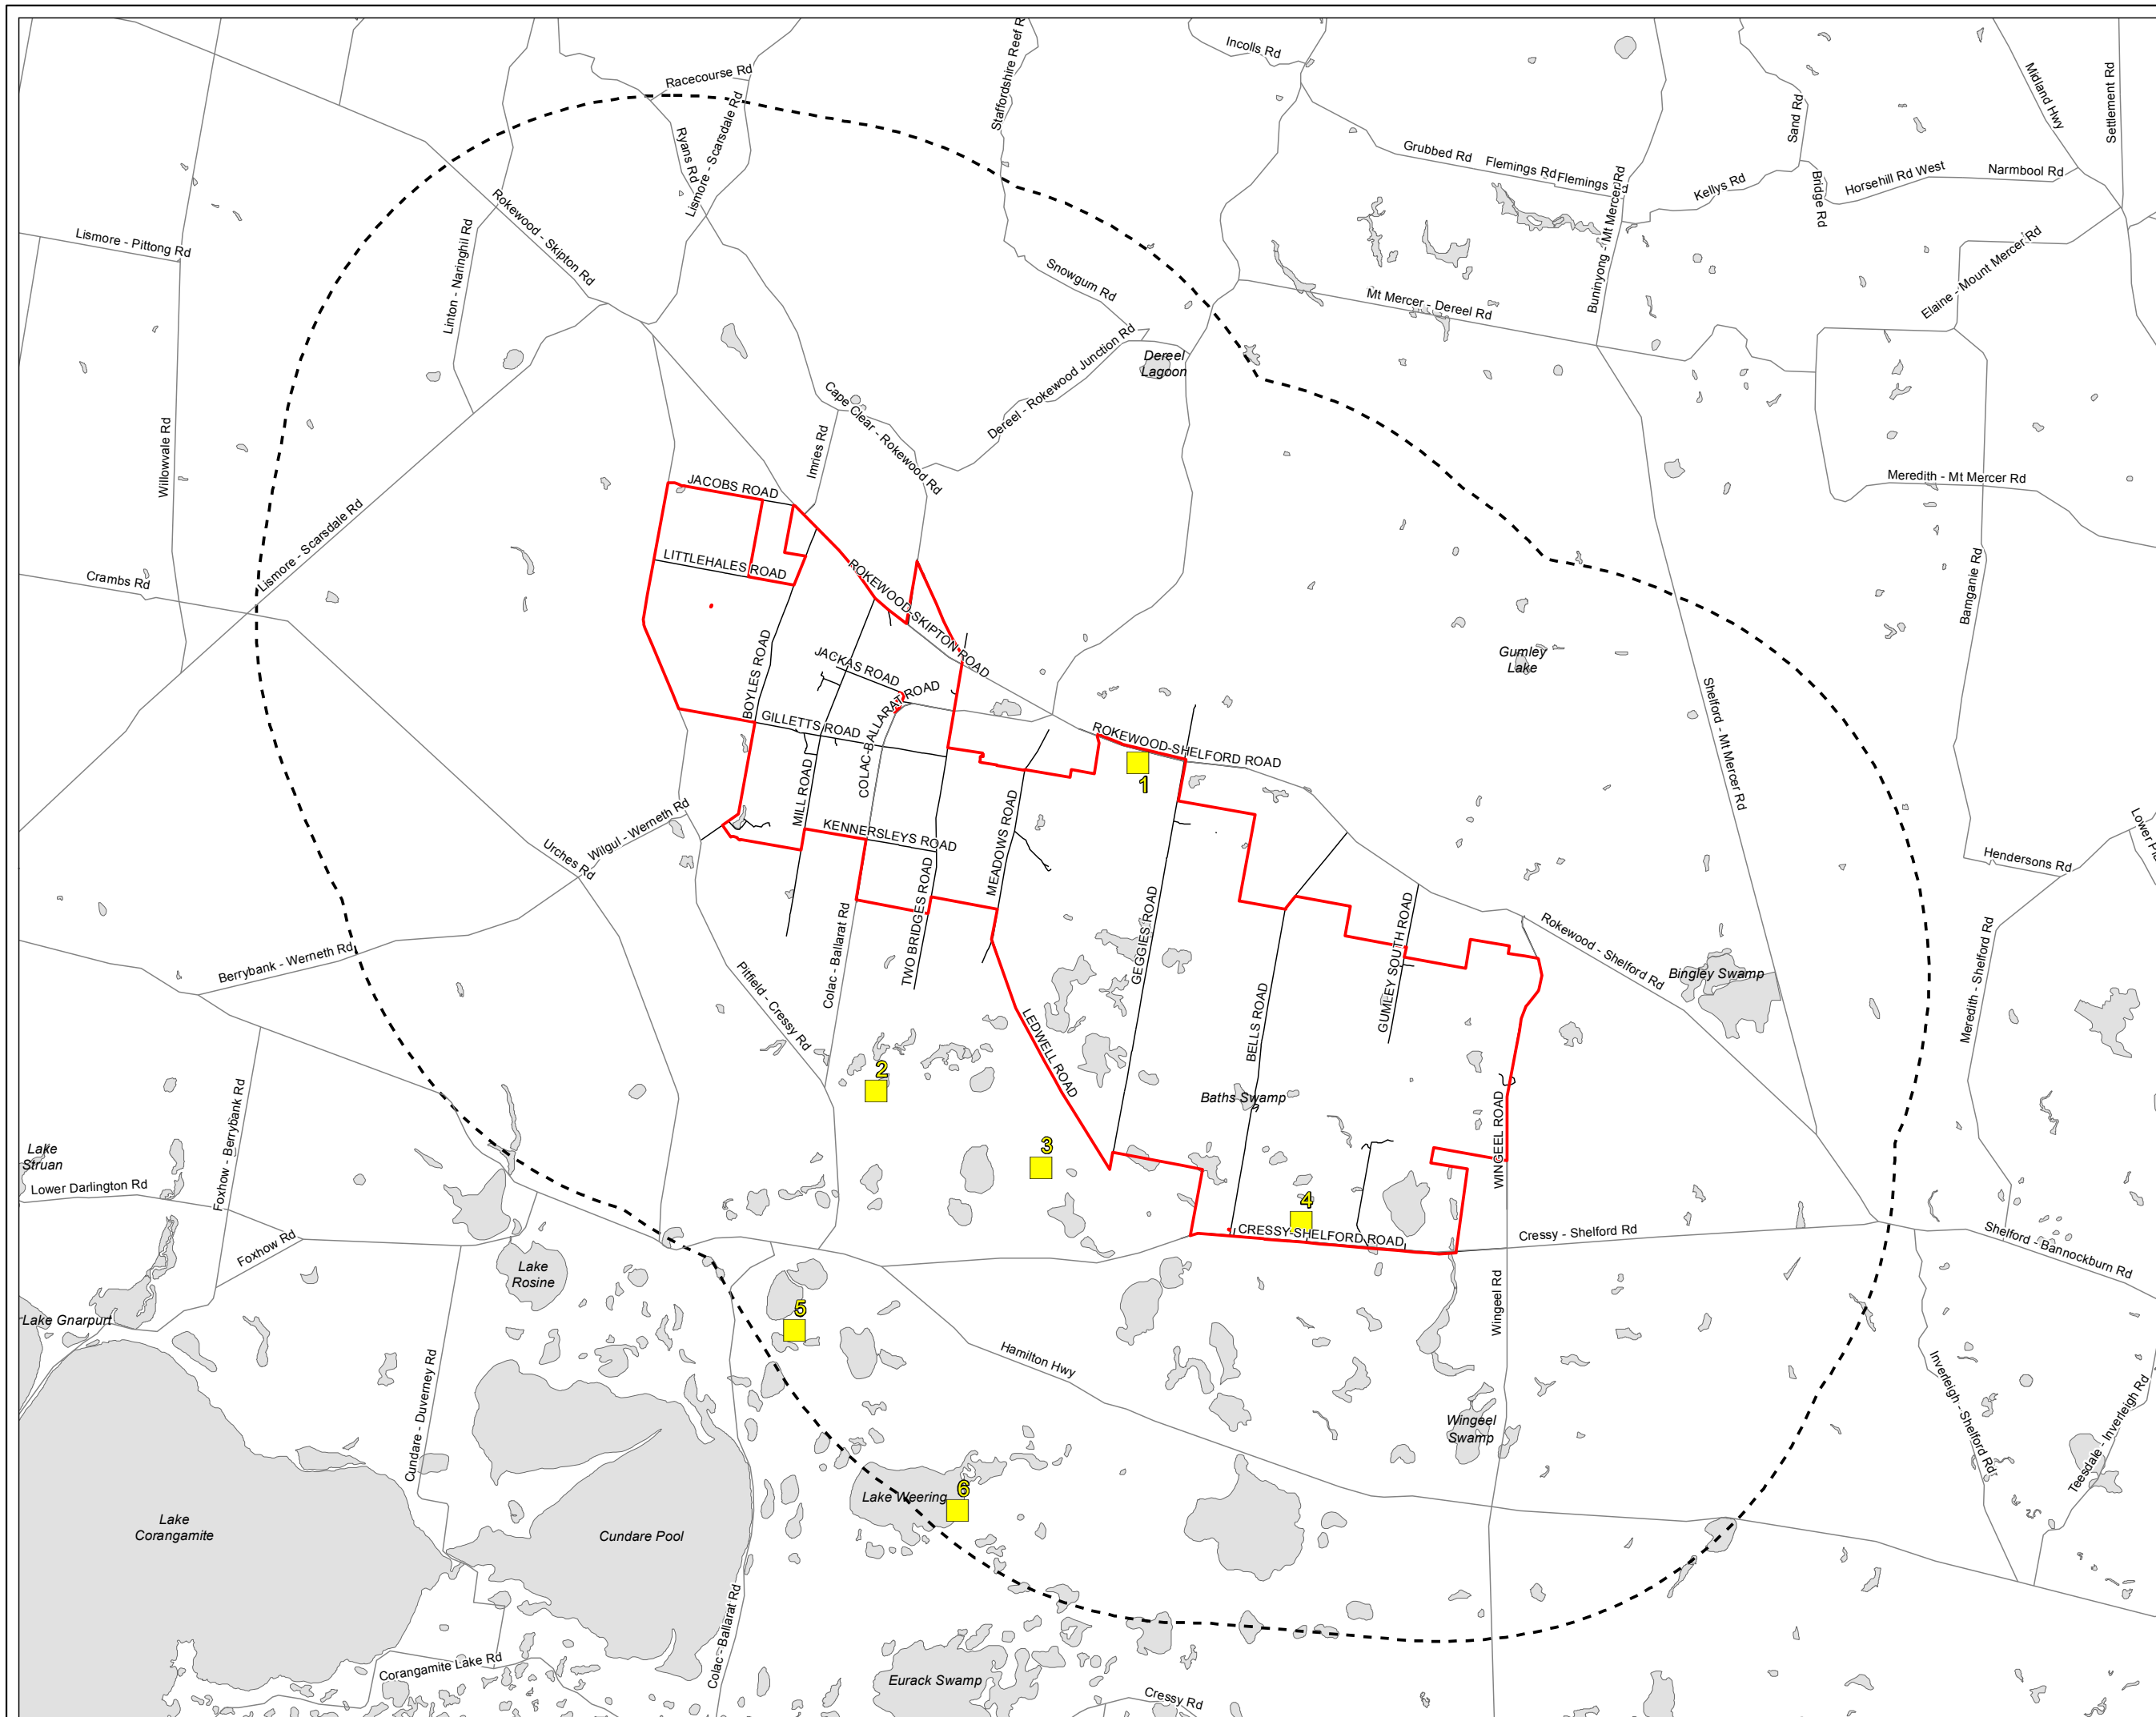 Incolls Rd
Staffordshire Reef R
Racecourse Rd
Midland Hwy
Settlement Rd
Sand Rd
Ryans Rd
Lismore - Scarsdale Rd
Grubbed Rd
Flemings Rd
Flemings Rd
Kellys Rd
Bridge Rd
Horsehill Rd West
Narmbool Rd
Rokewood - Skipton Rd
Linton - Naringhil Rd
Lismore - Pittong Rd
Buninyong - Mt Mercer Rd
Elaine - Mount Mercer Rd
Snowgum Rd
Mt Mercer - Dereel Rd
Dereel
Lagoon
Dereel - Rokewood Junction Rd
Cape Clear - Rokewood Rd
Imries Rd
Willowvale Rd
Meredith - Mt Mercer Rd
JACOBS ROAD
Lismore - Scarsdale Rd
Crambs Rd
LITTLEHALES ROAD
ROKEWOOD-SKIPTON ROAD
Bamganie Rd
BOYLES ROAD
JACKAS ROAD
COLAC-BALLARAT ROAD
GILLETTS ROAD
Gumley
Lake
Shelford - Mt Mercer Rd
ROKEWOOD-SHELFORD ROAD
1
MILL ROAD
KENNERSLEYS ROAD
MEADOWS ROAD
TWO BRIDGES ROAD
Wilgul - Werneth Rd
Urches Rd
Lower Pl
Hendersons Rd
Colac - Ballarat Rd
GEGGIES ROAD
GUMLEY SOUTH ROAD
Rokewood - Shelford Rd
Bingley Swamp
Meredith - Shelford Rd
Berrybank - Werneth Rd
Pitfield - Cressy Rd
LEDWELL ROAD
BELLS ROAD
2
Baths Swamp
WINGEEL ROAD
Foxhow - Berrybank Rd
Lake
Struan
3
Lower Darlington Rd
4
CRESSY-SHELFORD ROAD
Cressy - Shelford Rd
Shelford - Bannockburn Rd
Foxhow Rd
Lake
Rosine
Lake Gnarpurt
5
Wingeel Rd
Hamilton Hwy
Cundare - Duverney Rd
Inverleigh - Shelford Rd
Teesdale - Inverleigh Rd
Wingeel
Swamp
6
Lake Weering
Lake
Corangamite
Cundare Pool
Colac - Ballarat Rd
Corangamite Lake Rd
Eurack Swamp
Cressy Rd